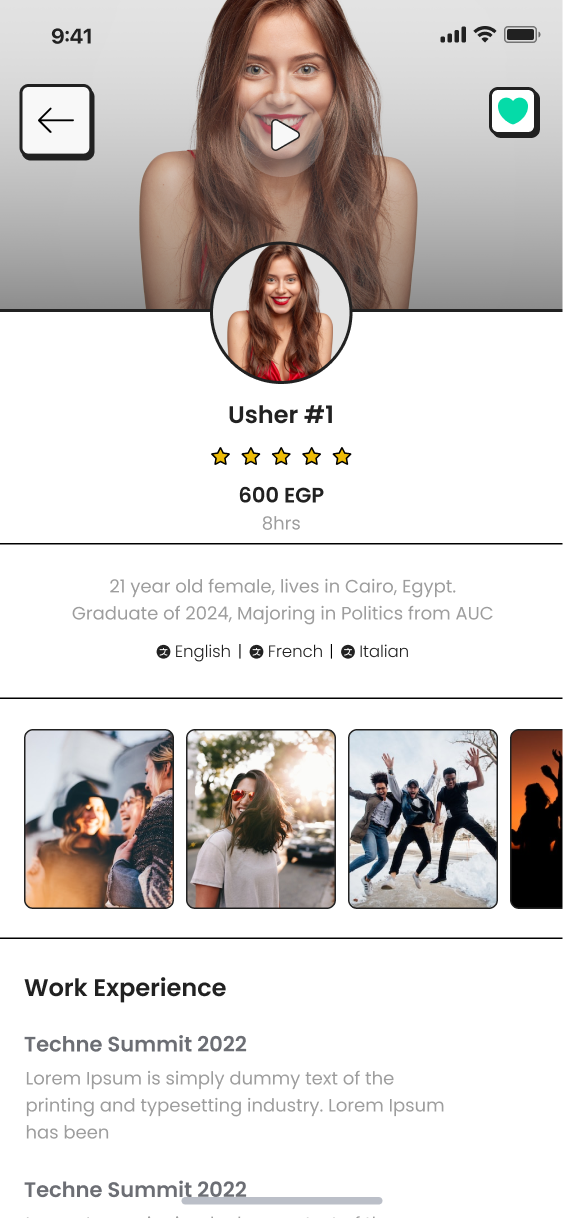 9:41
Usher #1
600 EGP
8hrs
21 year old female, lives in Cairo, Egypt.
Graduate of 2024, Majoring in Politics from AUC
English | French | Italian
Work Experience
Techne Summit 2022
Lorem Ipsum is simply dummy text of the
printing and typesetting industry. Lorem Ipsum
has been
Techne Summit 2022